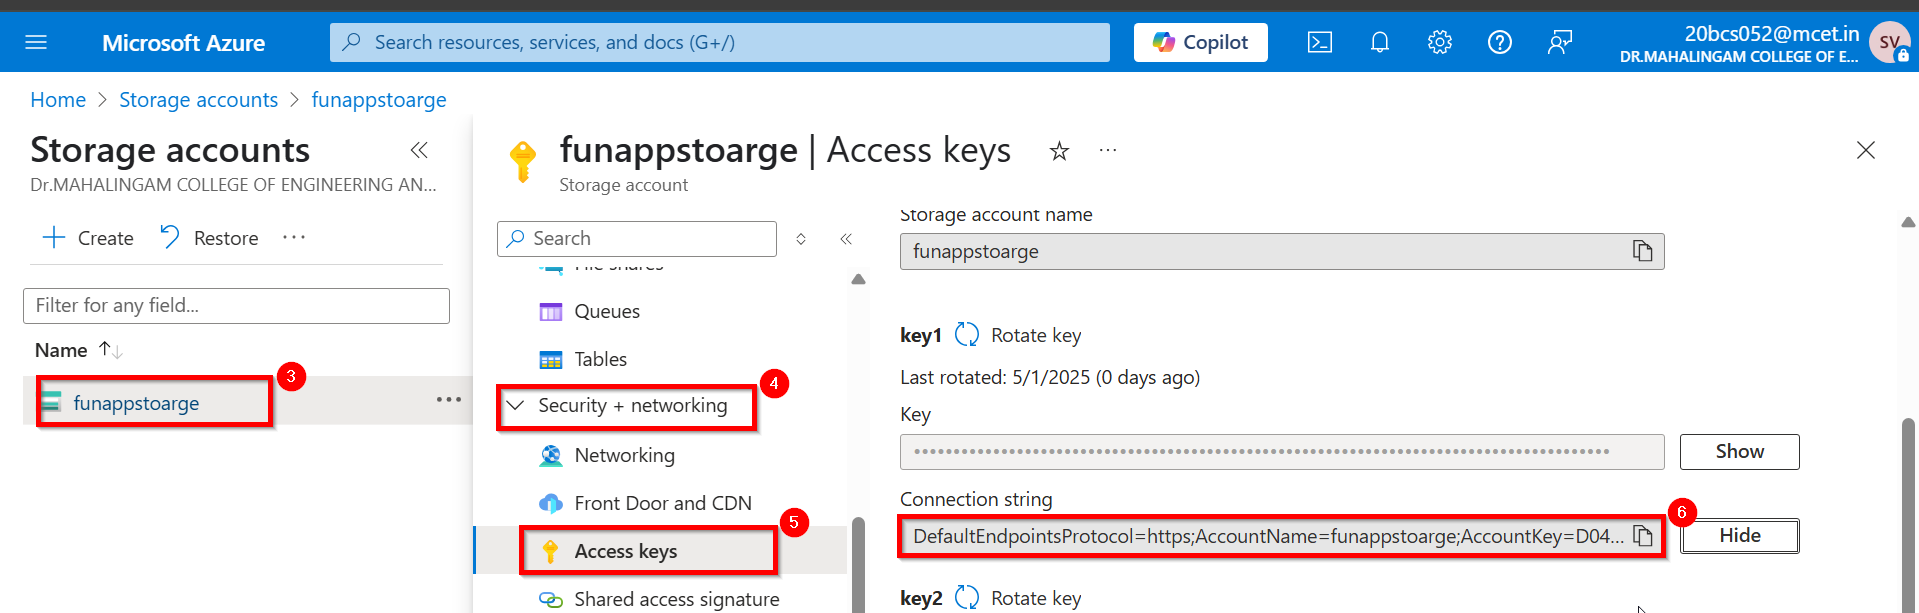 Microsoft Azure
Search resources, services, and docs (G+/)
Copilot
20bcs052@mcet.in
DR.MAHALINGAM COLLEGE OF E...
SV
Home > Storage accounts > funappstoarge
Storage accounts
Dr.MAHALINGAM COLLEGE OF ENGINEERING AN...
+ Create
Restore
...
Filter for any field...
Name
funappstoarge
3
funappstoarge | Access keys
Storage account
Search
File shares
Queues
Tables
Security + networking
4
Networking
Front Door and CDN
Access keys
5
Shared access signature
Storage account name
funappstoarge
key1 Rotate key
Last rotated: 5/1/2025 (0 days ago)
Key
Show
Connection string
DefaultEndpointsProtocol=https;AccountName=funappstoarge;AccountKey=D04...
6
Hide
key2 Rotate key